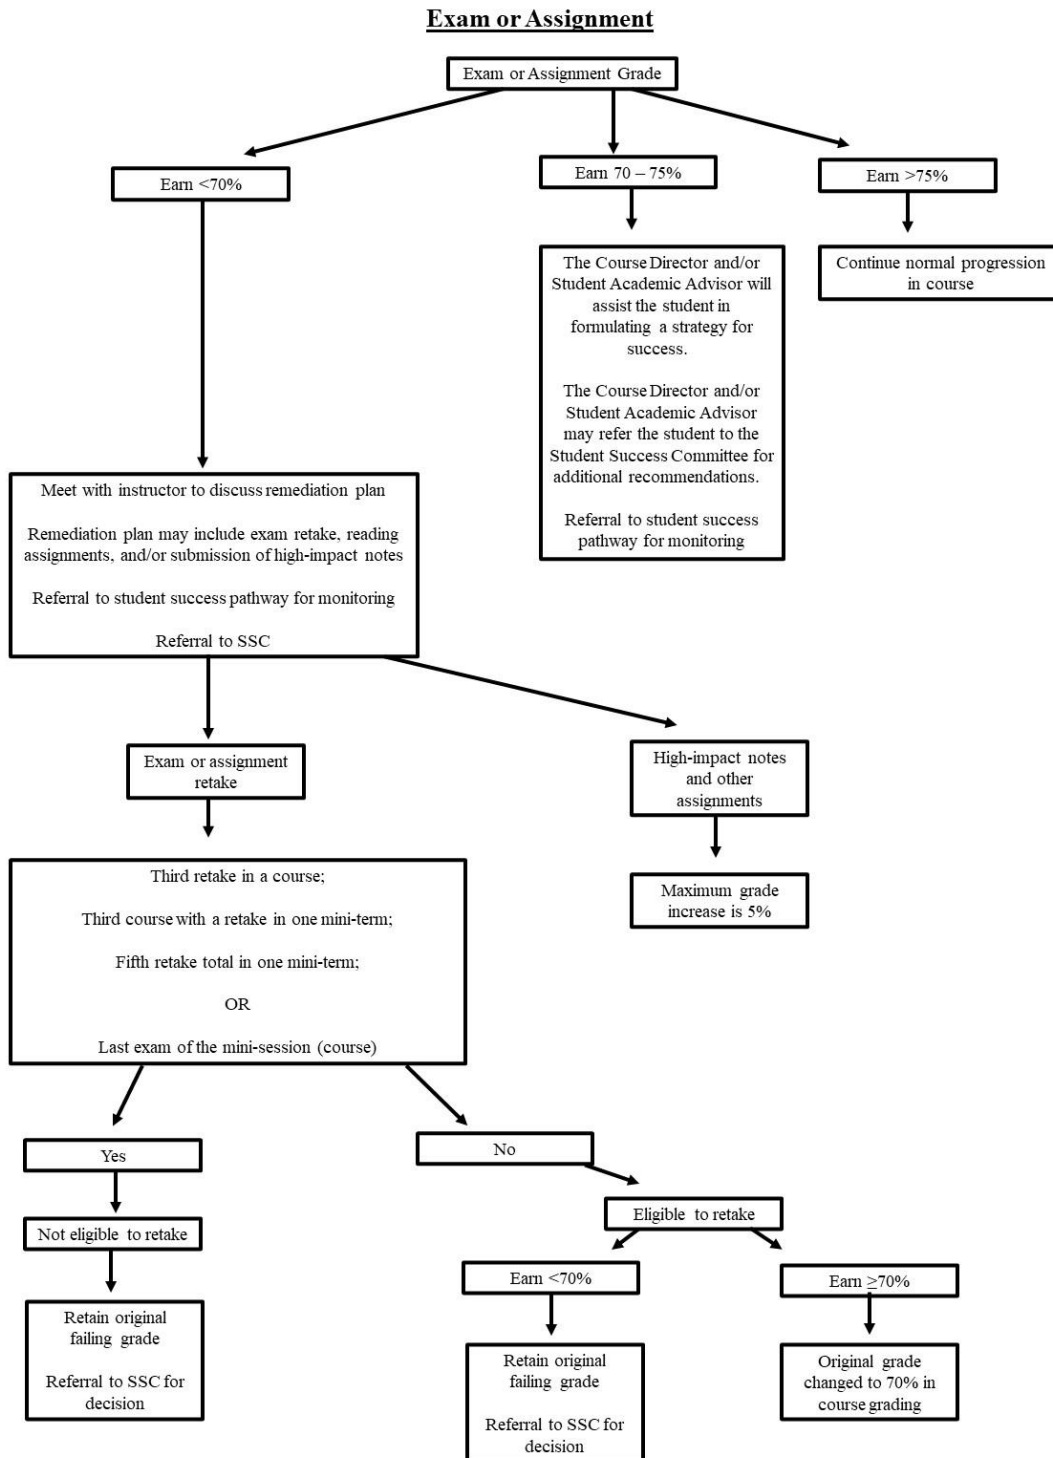 Exam or Assignment
Exam or Assignment Grade
Earn <70%
Earn 70 – 75%
Earn >75%
The Course Director and/or
Student Academic Advisor will
assist the student in
formulating a strategy for
success.
The Course Director and/or
Student Academic Advisor
may refer the student to the
Student Success Committee for
additional recommendations.
Referral to student success
pathway for monitoring
Continue normal progression
in course
Meet with instructor to discuss remediation plan
Remediation plan may include exam retake, reading
assignments, and/or submission of high-impact notes
Referral to student success pathway for monitoring
Referral to SSC
Exam or assignment
retake
High-impact notes
and other
assignments
Maximum grade
increase is 5%
Third retake in a course;
Third course with a retake in one mini-term;
Fifth retake total in one mini-term;
OR
Last exam of the mini-session (course)
Yes
No
Not eligible to retake
Eligible to retake
Retain original
failing grade
Referral to SSC for
decision
Earn <70%
Earn ≥70%
Retain original
failing grade
Referral to SSC for
decision
Original grade
changed to 70% in
course grading